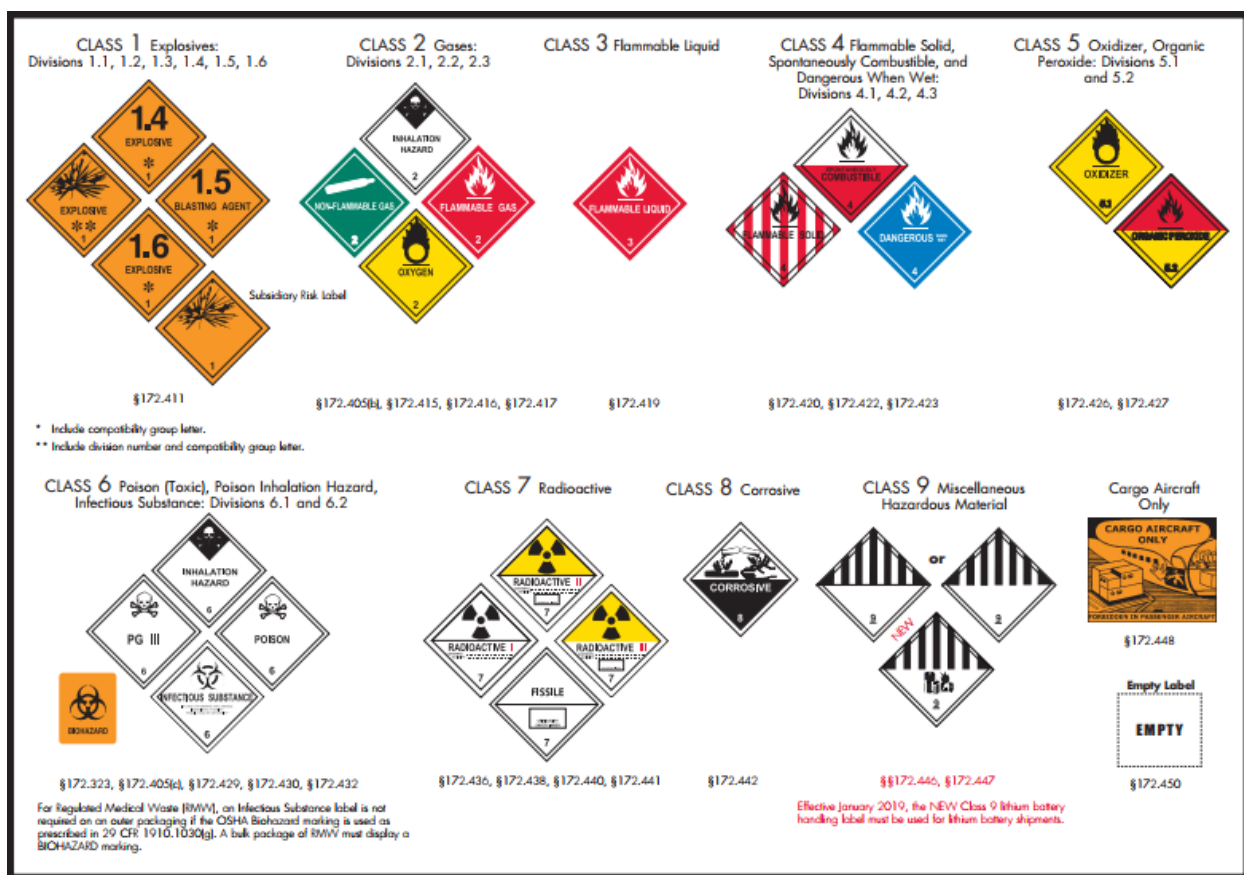 CLASS 1 Explosives:
Divisions 1.1, 1.2, 1.3, 1.4, 1.5, 1.6
1.4
EXPLOSIVE
*
1
EXPLOSIVE
**
1
1.5
BLASTING AGENT
*
1
1.6
EXPLOSIVE
*
1
1
Subsidiary Risk Label
§172.411
* Include compatibility group letter.
** Include division number and compatibility group letter.
CLASS 2 Gases:
Divisions 2.1, 2.2, 2.3
INHALATION
HAZARD
2
NON-FLAMMABLE GAS
2
FLAMMABLE GAS
2
OXYGEN
2
§172.405(b), §172.415, §172.416, §172.417
CLASS 3 Flammable Liquid
FLAMMABLE LIQUID
3
§172.419
CLASS 4 Flammable Solid,
Spontaneously Combustible, and
Dangerous When Wet:
Divisions 4.1, 4.2, 4.3
SPONTANEOUSLY
COMBUSTIBLE
4
FLAMMABLE SOLID
4
DANGEROUS
4
§172.420, §172.422, §172.423
CLASS 5 Oxidizer, Organic
Peroxide: Divisions 5.1
and 5.2
OXIDIZER
5.1
ORGANIC PEROXIDE
5.2
§172.426, §172.427
CLASS 6 Poison (Toxic), Poison Inhalation Hazard,
Infectious Substance: Divisions 6.1 and 6.2
INHALATION
HAZARD
6
PG III
6
POISON
6
INFECTIOUS SUBSTANCE
6
BIOHAZARD
§172.323, §172.405(c), §172.429, §172.430, §172.432
For Regulated Medical Waste (RMW), an Infectious Substance label is not
required on an outer packaging if the OSHA Biohazard marking is used as
prescribed in 29 CFR 1910.1030(g). A bulk package of RMW must display a
BIOHAZARD marking.
CLASS 7 Radioactive
RADIOACTIVE II
7
RADIOACTIVE I
7
RADIOACTIVE III
7
FISSILE
7
§172.436, §172.438, §172.440, §172.441
CLASS 8 Corrosive
CORROSIVE
8
§172.442
CLASS 9 Miscellaneous
Hazardous Material
9
or
9
NEW
9
§§172.446, §172.447
Effective January 2019, the NEW Class 9 lithium battery
handling label must be used for lithium battery shipments.
Cargo Aircraft
Only
CARGO AIRCRAFT
ONLY
FORBIDDEN IN PASSENGER AIRCRAFT
§172.448
Empty Label
EMPTY
§172.450